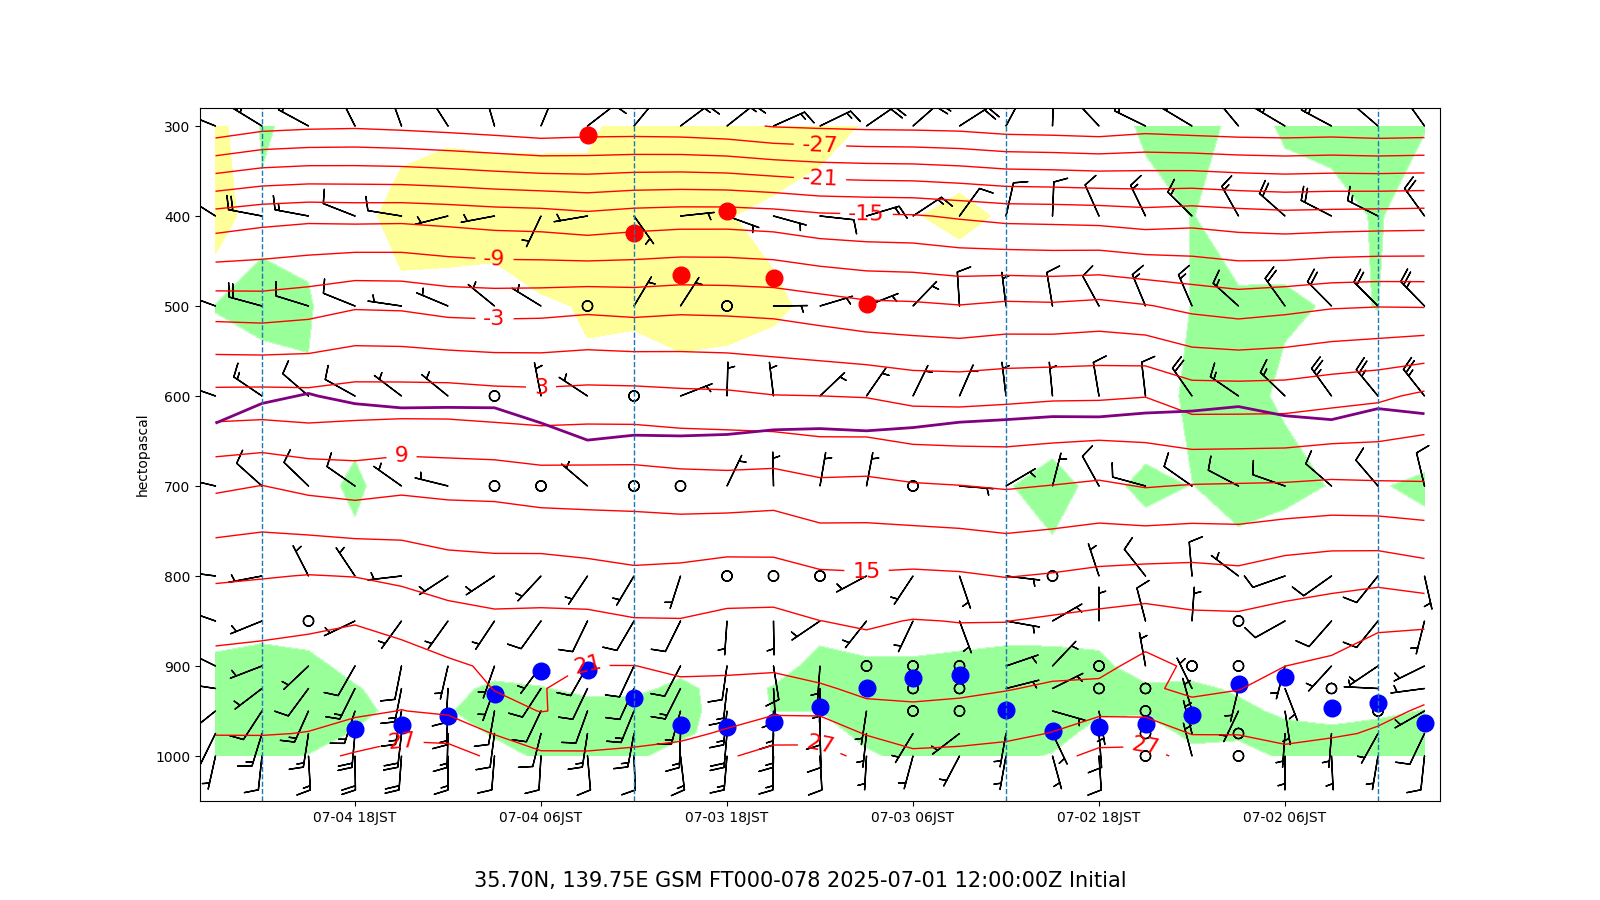 300
400
500
600
700
800
900
1000
hectopascal
-27
-21
-15
-9
-3
3
9
15
21
27
27
27
07-04 18JST
07-04 06JST
07-03 18JST
07-03 06JST
07-02 18JST
07-02 06JST
35.70N, 139.75E GSM FT000-078 2025-07-01 12:00:00Z Initial